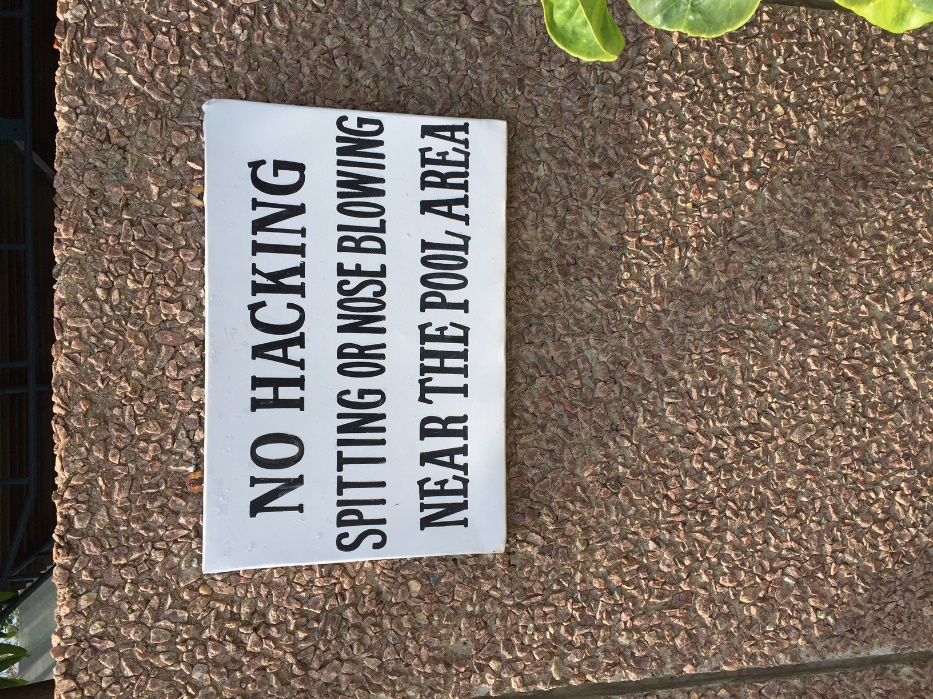 NO HACKING
SPITTING OR NOSE BLOWING
NEAR THE POOL AREA